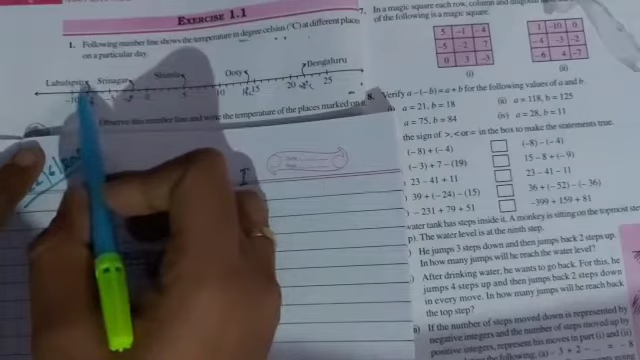 EXERCISE 1.1
1. Following number line shows the temperature in degree celsius (°C) at different places
on a particular day.
Lahulspiti Srinagar Shimla Ooty Bengaluru
-10 -5 0 5 10 15 20 25
Observe this number line and write the temperature of the places marked on it.
7. In a magic square each row, column and
of the following is a magic square.
5 -1 -4
-5 -2 7
0 3 -3
(i)
1 -10 0
-4 -3 -2
-6 4 -7
(ii)
8. Verify a – (– b) = a + b for the following values of a and b.
(i) a = 21, b = 18 (ii) a = 118, b = 125
a = 75, b = 84 (iv) a = 28, b = 11
the sign of >, < or = in the box to make the statements true.
(-8) + (-4) (-8) - (-4)
(-3) + 7 - (19) 15 - 8 + (-9)
23 - 41 + 11 23 - 41 - 11
39 + (-24) - (15) 36 + (-52) - (-36)
- 231 + 79 + 51 -399 + 159 + 81
water tank has steps inside it. A monkey is sitting on the topmost
The water level is at the ninth step.
He jumps 3 steps down and then jumps back 2 steps up.
In how many jumps will he reach the water level?
After drinking water, he wants to go back. For this, he
jumps 4 steps up and then jumps back 2 steps down
in every move. In how many jumps will he reach back
the top step?
If the number of steps moved down is represented by
negative integers and the number of steps moved up by
positive integers, represent his moves in part (i) and (ii)